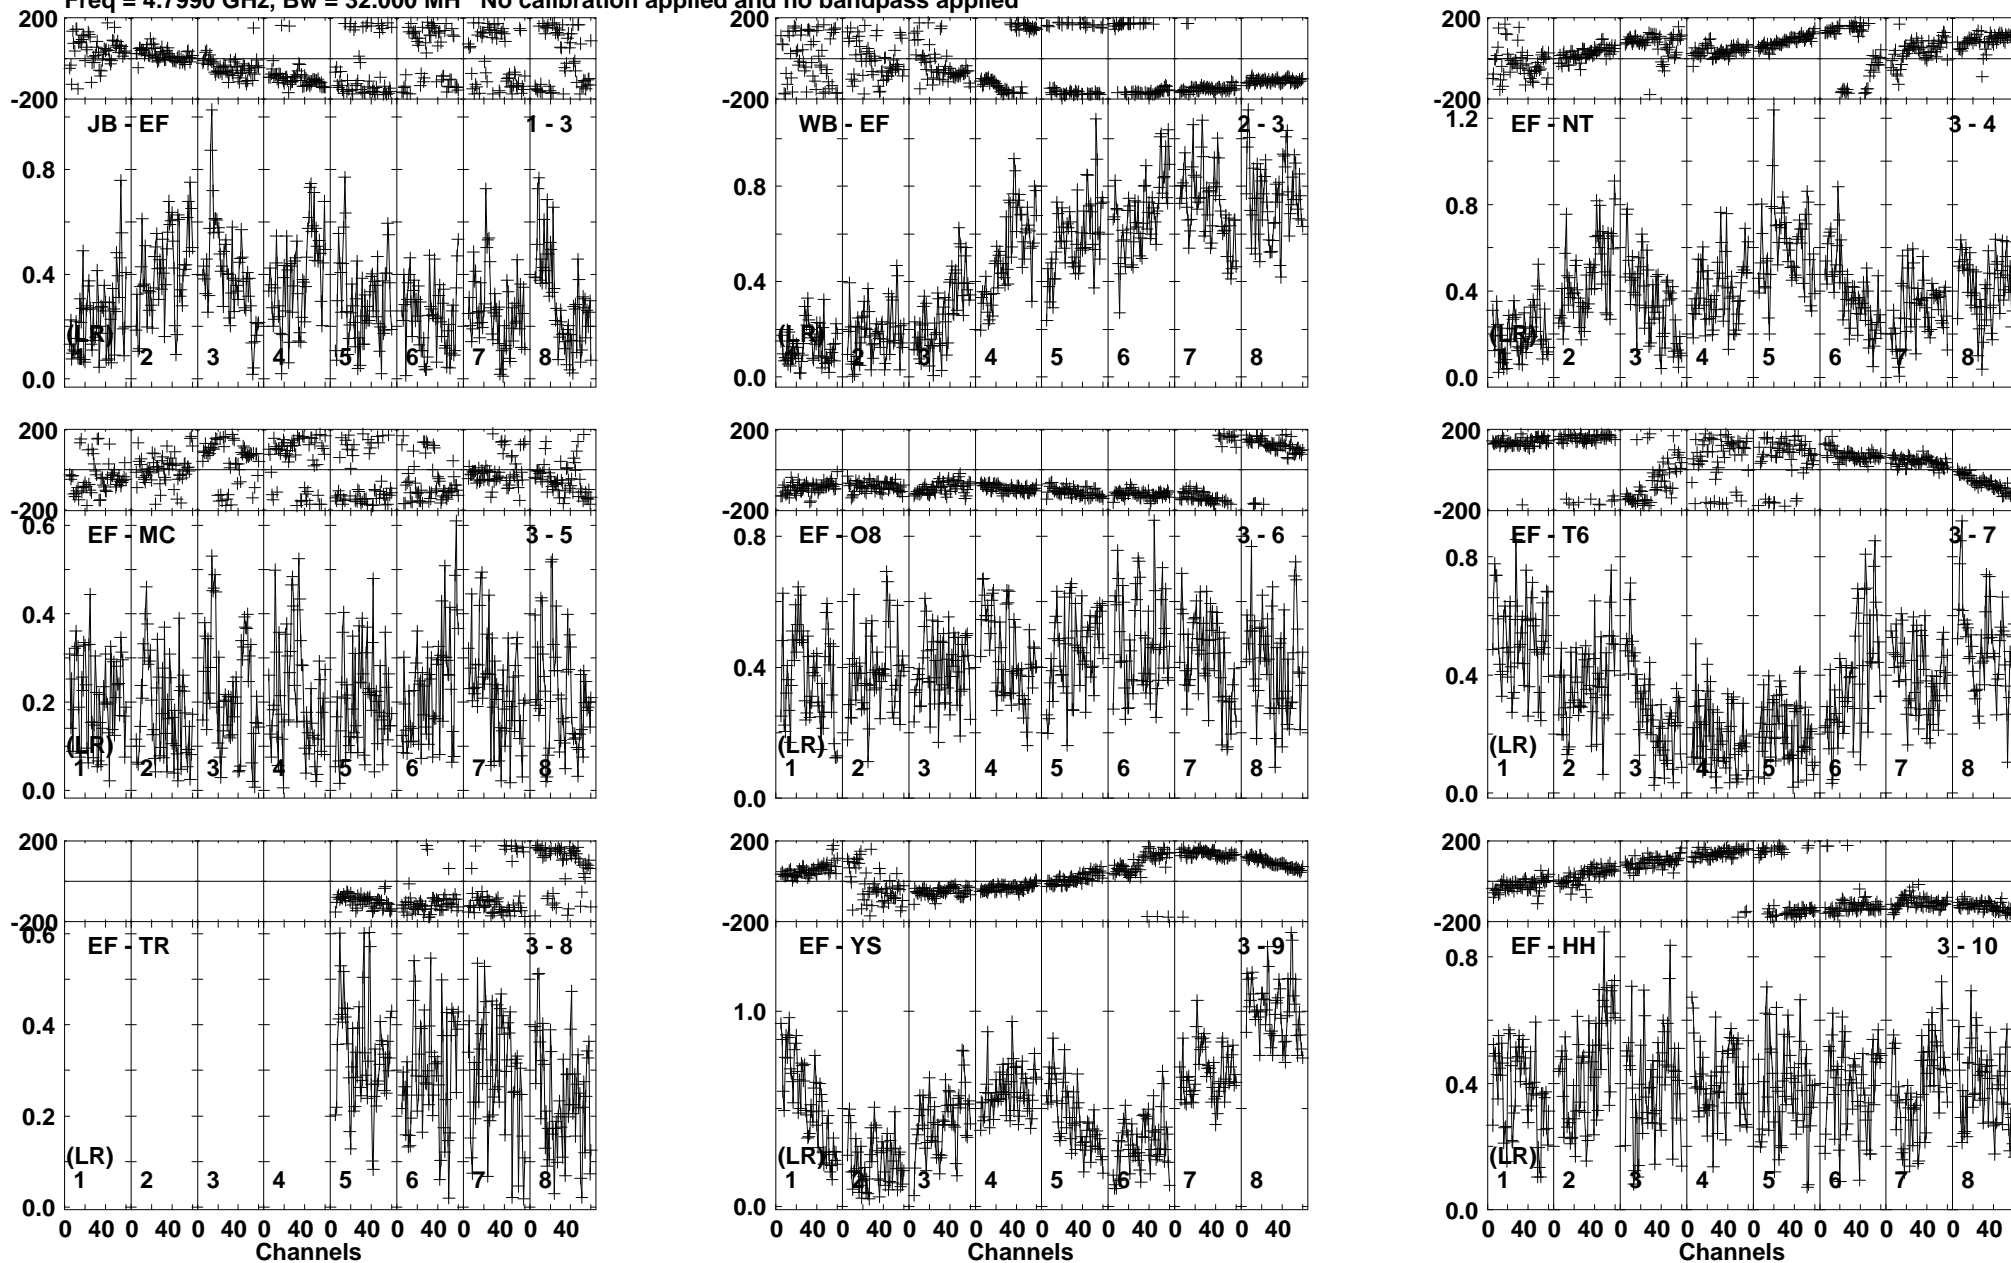 Freq = 4.7990 GHz, Bw = 32.000 MH No calibration applied and no bandpass applied
200 200 200
-200 -200 -200
JB - EF 1 - 3 WB - EF 2 - 3 EF - NT 3 - 4
1.2
0.8 0.8 0.8
0.4 0.4 0.4
(LR) (LR) (LR)
1 2 3 4 5 6 7 8 1 2 3 4 5 6 7 8 1 2 3 4 5 6 7 8
0.0 0.0 0.0
200 200 200
-200 -200 -200
0.6
EF - MC 3 - 5 EF - O8 3 - 6 EF - T6 3 - 7
0.8 0.8
0.4 0.4 0.4
0.2
(LR) (LR) (LR)
1 2 3 4 5 6 7 8 1 2 3 4 5 6 7 8 1 2 3 4 5 6 7 8
0.0 0.0 0.0
200 200 200
-200 -200 -200
0.6
EF - TR 3 - 8 EF - YS 3 - 9 EF - HH 3 - 10
0.8
1.0
0.4 0.4
0.2
(LR) (LR) (LR)
1 2 3 4 5 6 7 8 1 2 3 4 5 6 7 8 1 2 3 4 5 6 7 8
0.0 0.0 0.0
0 40 0 40 0 40 0 40 0 40 0 40 0 40 0 40 0 40 0 40 0 40 0 40 0 40 0 40 0 40 0 40 0 40 0 40 0 40 0 40 0 40 0 40 0 40 0 40
Channels Channels Channels